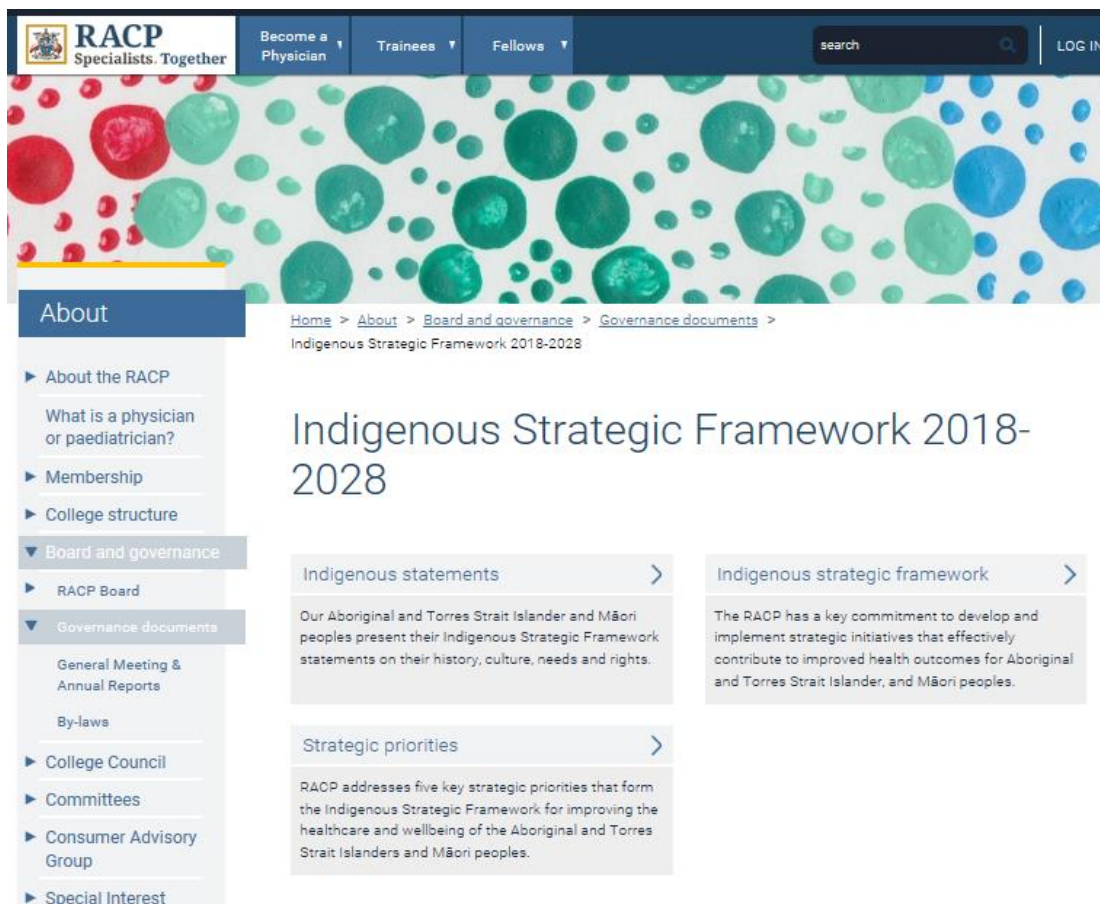 RACP
Specialists. Together
Become a
Physician
Trainees
Fellows
search
LOG IN
About
About the RACP
What is a physician
or paediatrician?
Membership
College structure
Board and governance
RACP Board
Governance documents
General Meeting &
Annual Reports
By-laws
College Council
Committees
Consumer Advisory
Group
Special Interest
Home > About > Board and governance > Governance documents >
Indigenous Strategic Framework 2018-2028
Indigenous Strategic Framework 2018-
2028
Indigenous statements
Our Aboriginal and Torres Strait Islander and Māori
peoples present their Indigenous Strategic Framework
statements on their history, culture, needs and rights.
Indigenous strategic framework
The RACP has a key commitment to develop and
implement strategic initiatives that effectively
contribute to improved health outcomes for Aboriginal
and Torres Strait Islander, and Māori peoples.
Strategic priorities
RACP addresses five key strategic priorities that form
the Indigenous Strategic Framework for improving the
healthcare and wellbeing of the Aboriginal and Torres
Strait Islanders and Māori peoples.